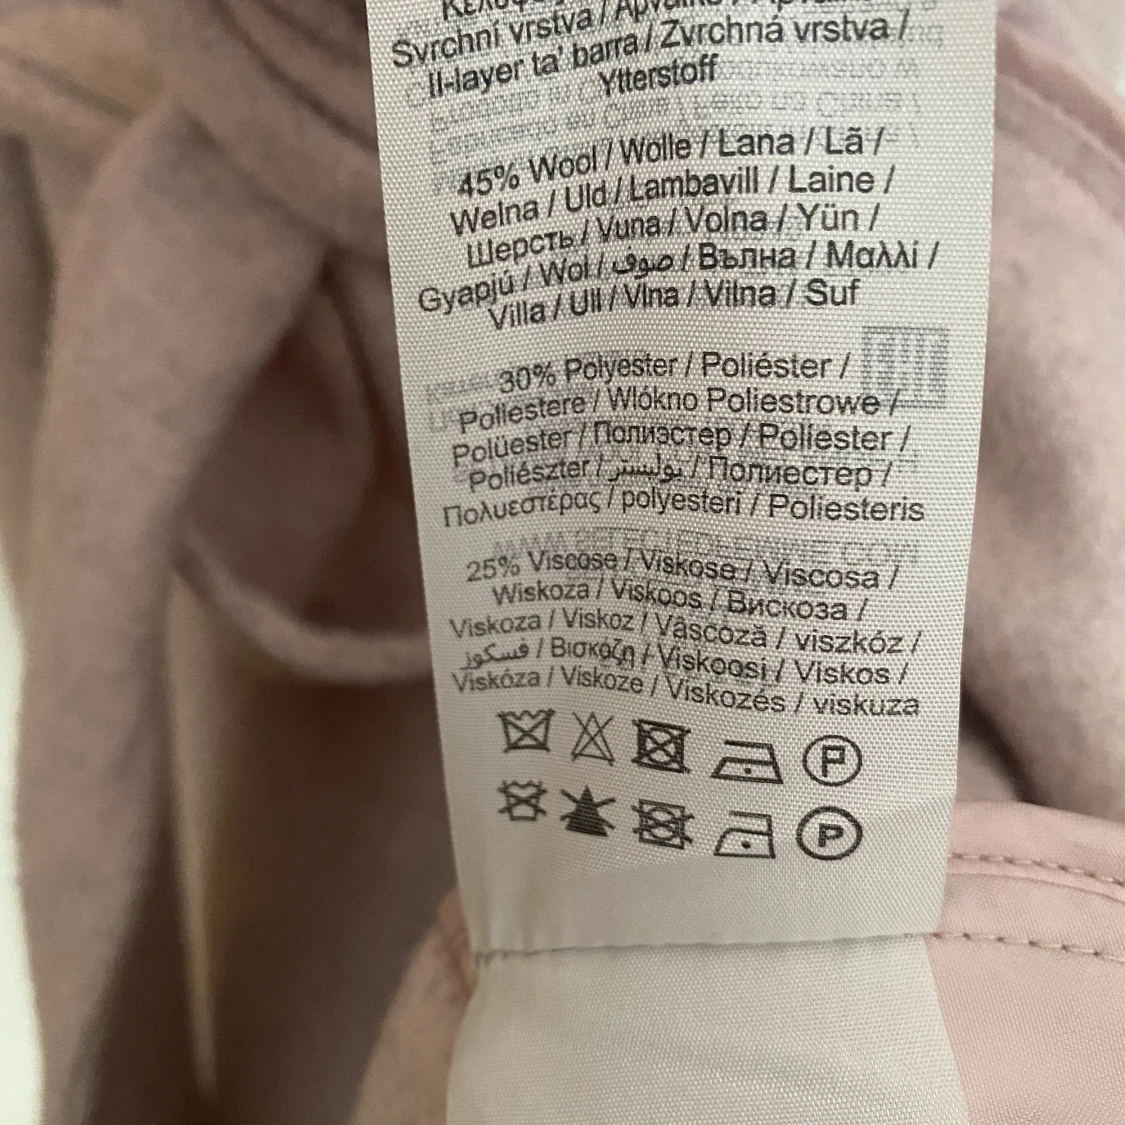 Svrchní vrstva /
Il-layer ta' barra / Zvrchná vrstva /
Ytterstoff
45% Wool / Wolle / Lana / Lã /
Welna / Uld / Lambavill / Laine /
Шерсть / Vuna / Volna / Yün /
Gyapjú / Wol / صوف / Вълна / Μαλλί /
Villa / Ull / Vlna / Vilna / Suf
30% Polyester / Poliéster /
Poliestere / Wlókno Poliestrowe /
Polüester / Полиэстер / Poliester /
Poliészter / بوليستر / Полиестер /
Πολυεστέρας / polyesteri / Poliesteris
25% Viscose / Viskose / Viscosa /
Wiskoza / Viskoos / Вискоза /
Viskoza / Viskoz / Vâscoză / viszkóz /
فسكوز / Βισκόζη / Viskoosi / Viskos /
Viskóza / Viskoze / Viskozés / viskuza
P
P